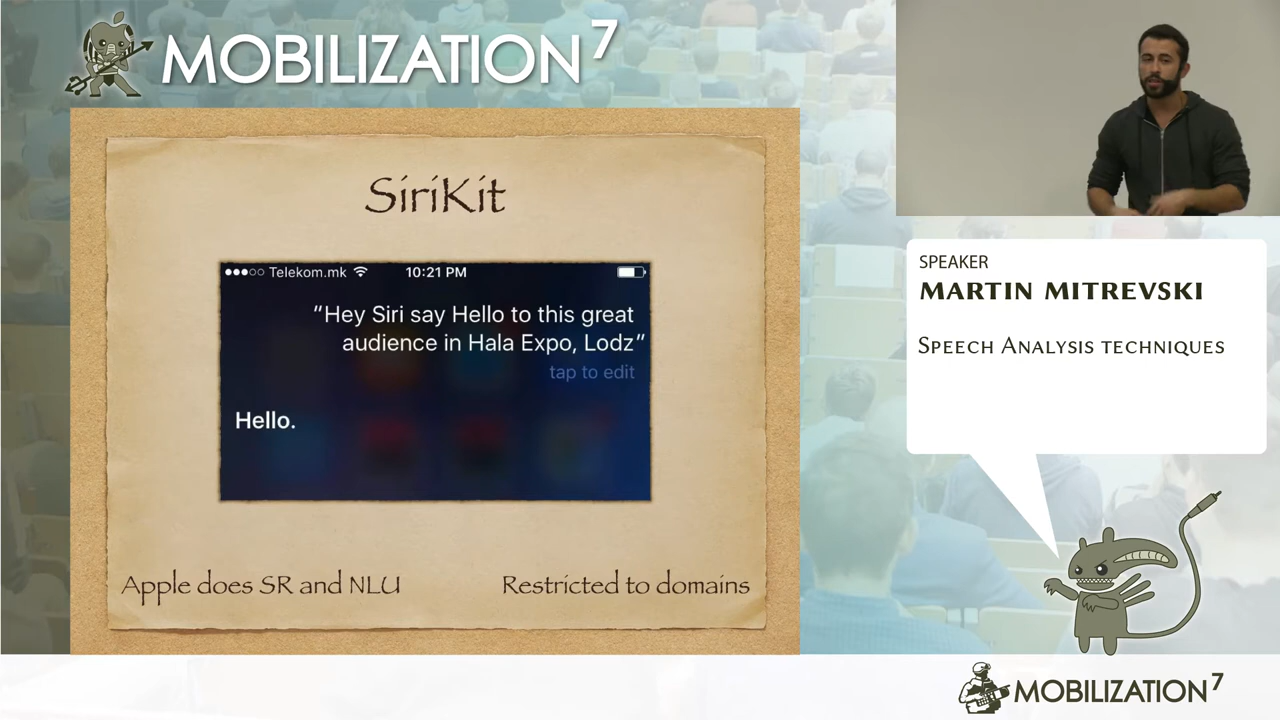 MOBILIZATION 7
SiriKit
Telekom.mk 10:21 PM
“Hey Siri say Hello to this great
audience in Hala Expo, Lodz”
tap to edit
Hello.
Apple does SR and NLU
Restricted to domains
SPEAKER
MARTIN MITREVSKI
SPEECH ANALYSIS TECHNIQUES
MOBILIZATION 7